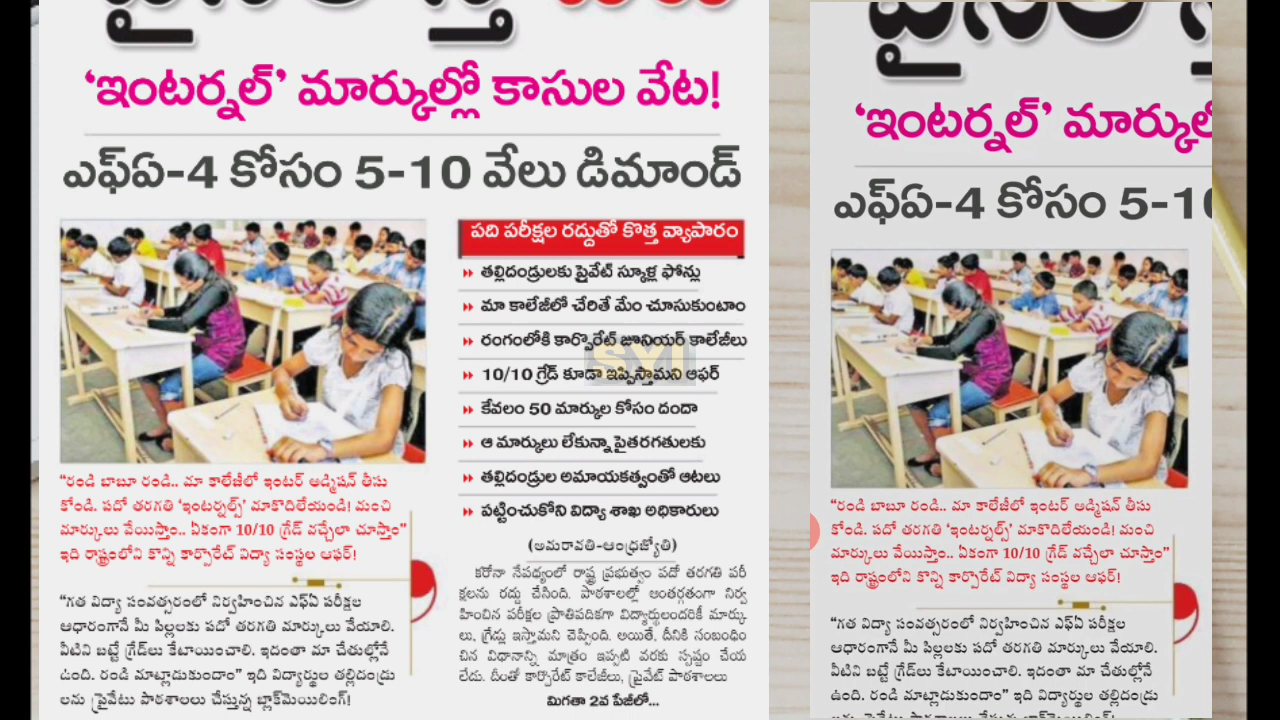 ‘ఇంటర్నల్’ మార్కుల్లో కాసుల వేట!
ఎఫ్ఏ-4 కోసం 5-10 వేలు డిమాండ్
పది పరీక్షల రద్దుతో కొత్త వ్యాపారం
తల్లిదండ్రులకు ప్రైవేట్ స్కూళ్ల ఫోన్లు
మా కాలేజీలో చేరితే మేం చూసుకుంటాం
రంగంలోకి కార్పొరేట్ జూనియర్ కాలేజీలు
10/10 గ్రేడ్ కూడా ఇప్పిస్తామని ఆఫర్
కేవలం 50 మార్కుల కోసం దందా
ఆ మార్కులు లేకున్నా పైతరగతులకు
తల్లిదండ్రుల అమాయకత్వంతో ఆటలు
పట్టించుకోని విద్యా శాఖ అధికారులు
(అమరావతి-ఆంధ్రజ్యోతి)
కరోనా నేపథ్యంలో రాష్ట్ర ప్రభుత్వం పదో తరగతి పరీ
క్షలను రద్దు చేసింది. పాఠశాలల్లో అంతర్గతంగా నిర్వ
హించిన పరీక్షల ప్రాతిపదికగా విద్యార్థులందరికీ మార్కు
లు, గ్రేడ్లు ఇస్తామని చెప్పింది. అయితే, దీనికి సంబంధిం
చిన విధానాన్ని మాత్రం ఇప్పటి వరకు స్పష్టం చేయ
లేదు. దీంతో కార్పొరేట్ కాలేజీలు, ప్రైవేట్ పాఠశాలలు
మిగతా 2వ పేజీలో...
“రండి బాబూ రండి.. మా కాలేజీలో ఇంటర్ అడ్మిషన్ తీసు
కోండి. పదో తరగతి ‘ఇంటర్నల్స్’ మాకొదిలేయండి! మంచి
మార్కులు వేయిస్తాం.. ఏకంగా 10/10 గ్రేడ్ వచ్చేలా చూస్తాం”
ఇది రాష్ట్రంలోని కొన్ని కార్పొరేట్ విద్యా సంస్థల ఆఫర్!
“గత విద్యా సంవత్సరంలో నిర్వహించిన ఎఫ్ఏ పరీక్షల
ఆధారంగానే మీ పిల్లలకు పదో తరగతి మార్కులు వేయాలి.
వీటిని బట్టే గ్రేడ్‌లు కేటాయించాలి. ఇదంతా మా చేతుల్లోనే
ఉంది. రండి మాట్లాడుకుందాం” ఇది విద్యార్థుల తల్లిదండ్రు
లను ప్రైవేటు పాఠశాలలు చేస్తున్న బ్లాక్‌మెయిలింగ్!
SVI
‘ఇంటర్నల్’
ఎఫ్ఏ-4 కోసం
“రండి బాబూ రండి.. మా కాలేజీలో ఇంటర్ అడ్మిషన్ తీసు
కోండి. పదో తరగతి ‘ఇంటర్నల్స్’ మాకొదిలేయండి! మంచి
మార్కులు వేయిస్తాం.. ఏకంగా 10/10 గ్రేడ్ వచ్చేలా చూస్తాం”
ఇది రాష్ట్రంలోని కొన్ని కార్పొరేట్ విద్యా సంస్థల ఆఫర్!
“గత విద్యా సంవత్సరంలో నిర్వహించిన ఎఫ్ఏ పరీక్షల
ఆధారంగానే మీ పిల్లలకు పదో తరగతి మార్కులు వేయాలి.
వీటిని బట్టే గ్రేడ్‌లు కేటాయించాలి. ఇదంతా మా చేతుల్లోనే
ఉంది. రండి మాట్లాడుకుందాం” ఇది విద్యార్థుల తల్లిదండ్రు